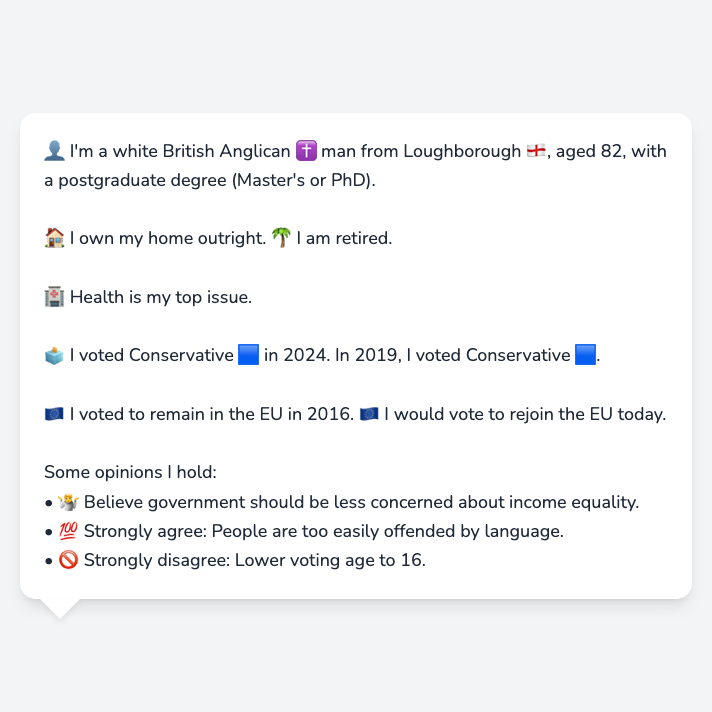 👤 I'm a white British Anglican ✝️ man from Loughborough 🏴󠁧󠁢󠁥󠁮󠁧󠁿, aged 82, with
a postgraduate degree (Master's or PhD).
🏠 I own my home outright. 🌴 I am retired.
🏥 Health is my top issue.
🗳️ I voted Conservative 🟦 in 2024. In 2019, I voted Conservative 🟦.
🇪🇺 I voted to remain in the EU in 2016. 🇪🇺 I would vote to rejoin the EU today.
Some opinions I hold:
• 🤷 Believe government should be less concerned about income equality.
• 💯 Strongly agree: People are too easily offended by language.
• 🚫 Strongly disagree: Lower voting age to 16.